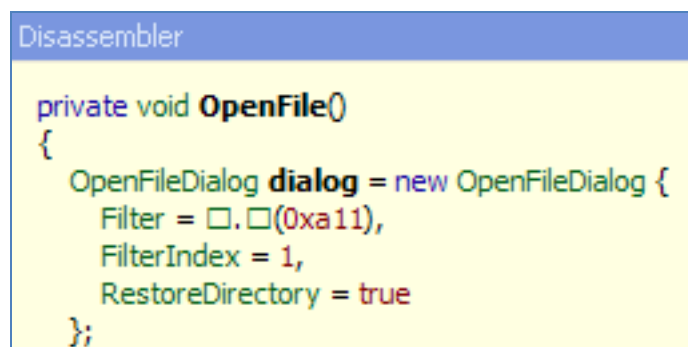 Disassembler
private void OpenFile()
{
OpenFileDialog dialog = new OpenFileDialog {
Filter = □.□(0xa11),
FilterIndex = 1,
RestoreDirectory = true
};